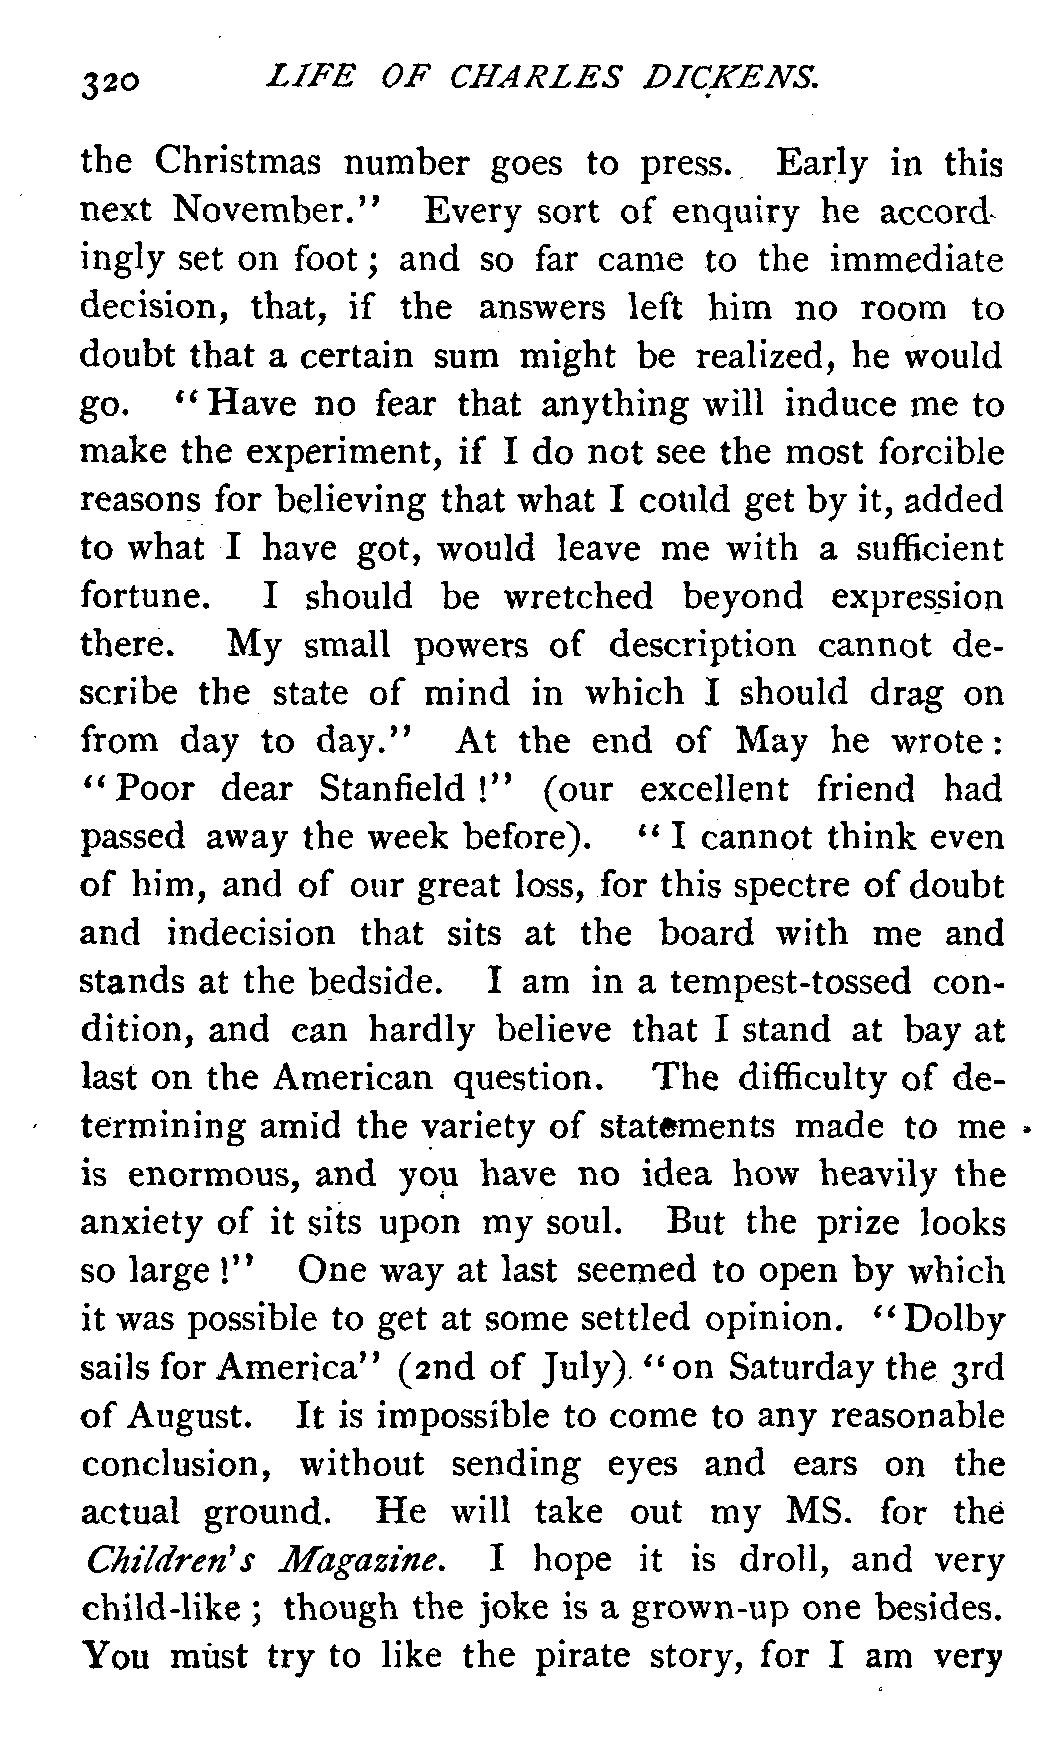 320 LIFE OF CHARLES DICKENS.
the Christmas number goes to press. Early in this
next November." Every sort of enquiry he accord-
ingly set on foot; and so far came to the immediate
decision, that, if the answers left him no room to
doubt that a certain sum might be realized, he would
go. "Have no fear that anything will induce me to
make the experiment, if I do not see the most forcible
reasons for believing that what I could get by it, added
to what I have got, would leave me with a sufficient
fortune. I should be wretched beyond expression
there. My small powers of description cannot de-
scribe the state of mind in which I should drag on
from day to day." At the end of May he wrote:
"Poor dear Stanfield!" (our excellent friend had
passed away the week before). "I cannot think even
of him, and of our great loss, for this spectre of doubt
and indecision that sits at the board with me and
stands at the bedside. I am in a tempest-tossed con-
dition, and can hardly believe that I stand at bay at
last on the American question. The difficulty of de-
termining amid the variety of statements made to me
is enormous, and you have no idea how heavily the
anxiety of it sits upon my soul. But the prize looks
so large!" One way at last seemed to open by which
it was possible to get at some settled opinion. "Dolby
sails for America" (2nd of July). "on Saturday the 3rd
of August. It is impossible to come to any reasonable
conclusion, without sending eyes and ears on the
actual ground. He will take out my MS. for the
Children's Magazine. I hope it is droll, and very
child-like; though the joke is a grown-up one besides.
You must try to like the pirate story, for I am very